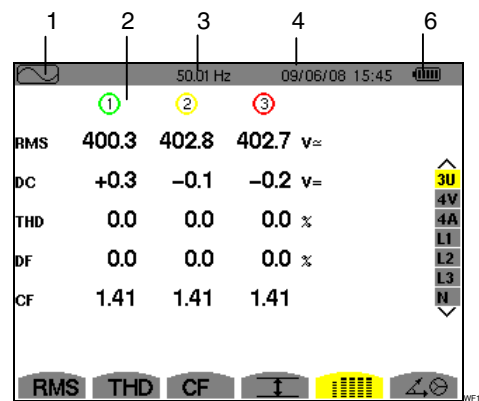 1 2 3 4 6
50.01 Hz 09/06/08 15:45
1 2 3
RMS 400.3 402.8 402.7 V≃
DC +0.3 −0.1 −0.2 V=
THD 0.0 0.0 0.0 %
DF 0.0 0.0 0.0 %
CF 1.41 1.41 1.41
3U
4V
4A
L1
L2
L3
N
RMS THD CF